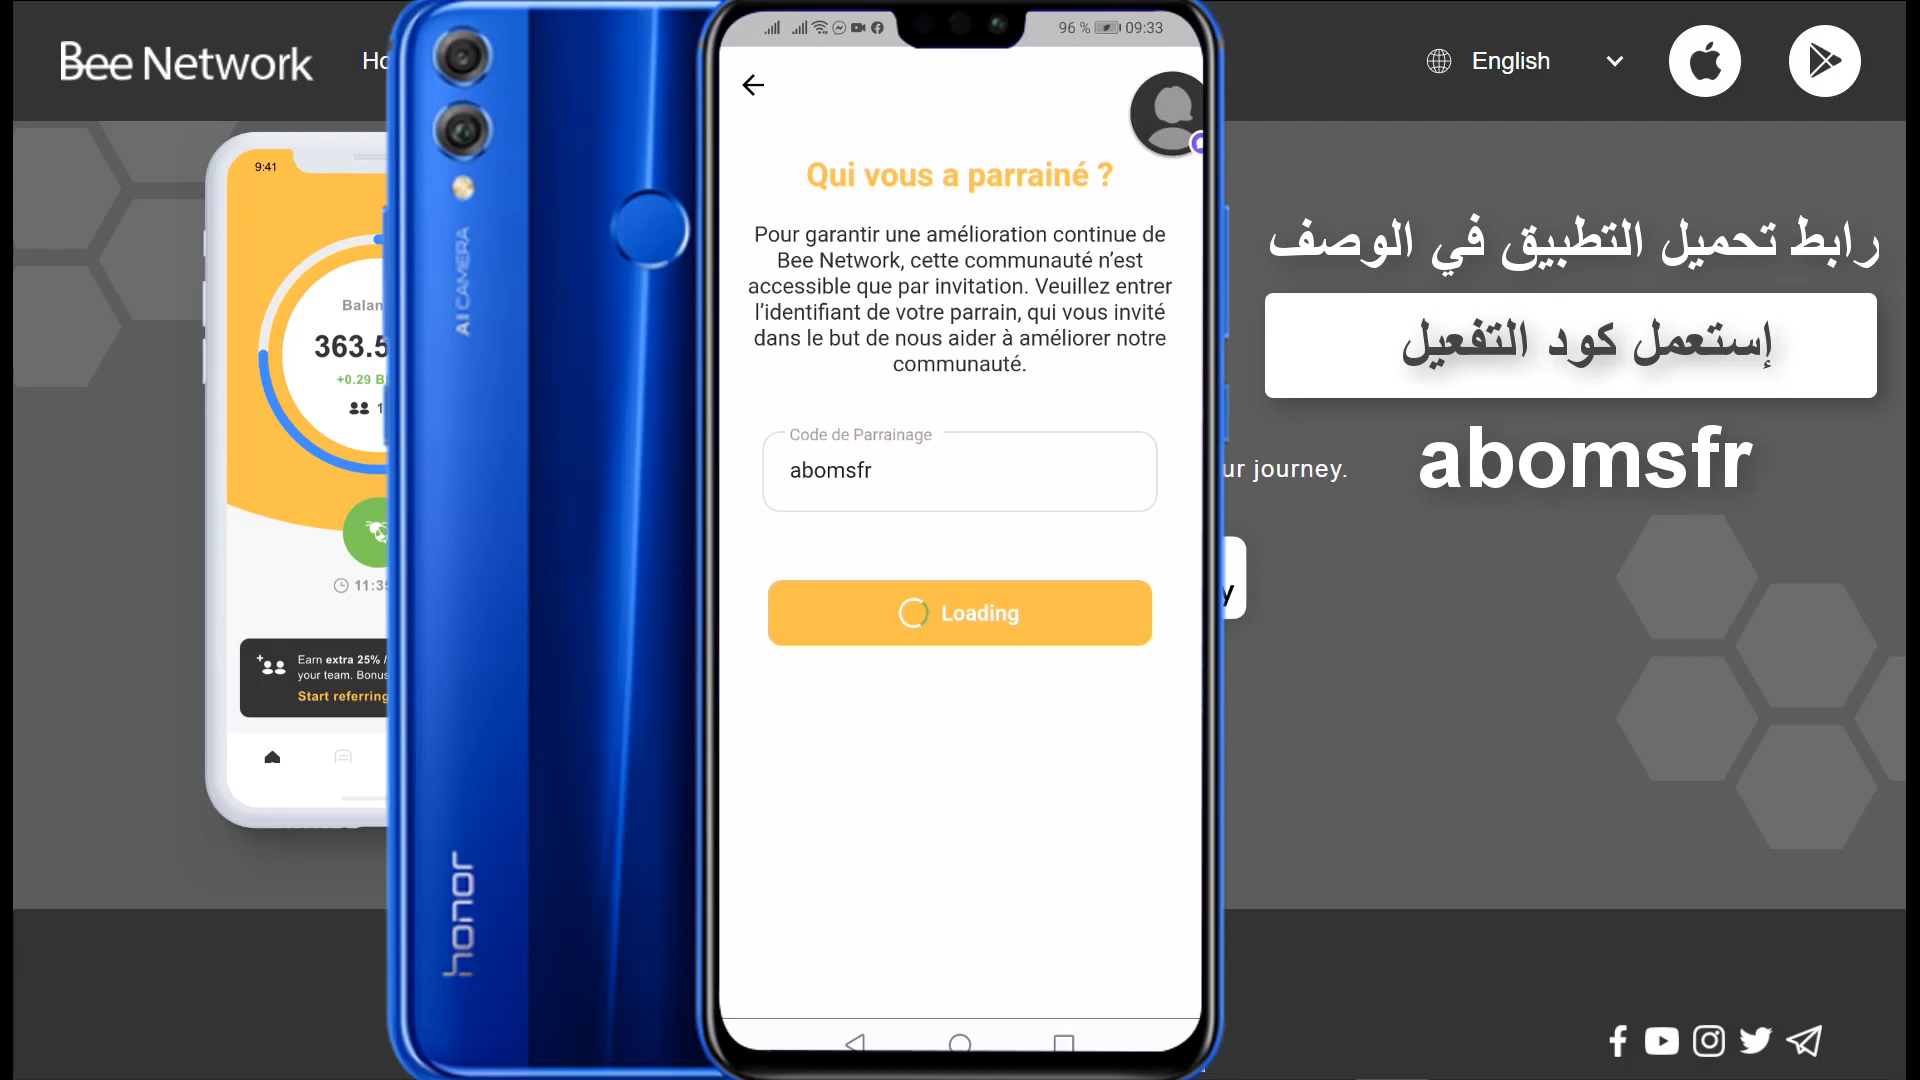 Bee Network
English
9:41
363.5
+0.29
11:35
Earn extra 25% /
your team. Bonus
Start referring
AI CAMERA
honor
96 % 09:33
Qui vous a parrainé ?
Pour garantir une amélioration continue de
Bee Network, cette communauté n’est
accessible que par invitation. Veuillez entrer
l’identifiant de votre parrain, qui vous invité
dans le but de nous aider à améliorer notre
communauté.
Code de Parrainage
abomsfr
Loading
رابط تحميل التطبيق في الوصف
إستعمل كود التفعيل
abomsfr
journey.